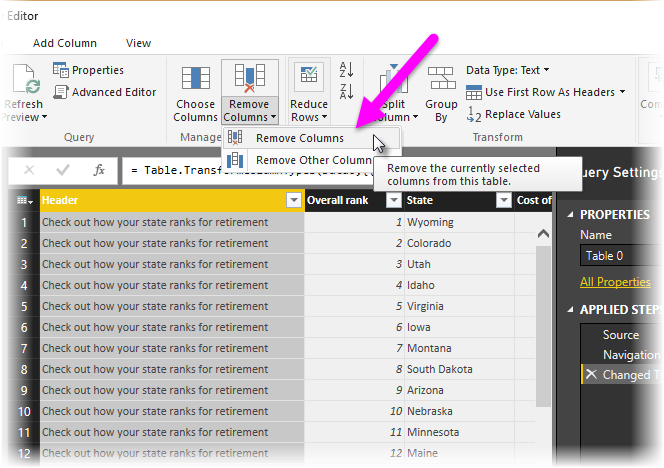 Editor
Add Column View
Refresh
Preview
Properties
Advanced Editor
Query
Choose
Columns
Remove
Columns
Manage
Reduce
Rows
A
Z
Z
A
Split
Column
Group
By
Data Type: Text
Use First Row As Headers
1
2
Replace Values
Transform
Remove Columns
Remove Other Column
Remove the currently selected
columns from this table.
fx
= Table.Transform
Query Settings
Header Overall rank State Cost of
1 Check out how your state ranks for retirement 1 Wyoming
2 Check out how your state ranks for retirement 2 Colorado
3 Check out how your state ranks for retirement 3 Utah
4 Check out how your state ranks for retirement 4 Idaho
5 Check out how your state ranks for retirement 5 Virginia
6 Check out how your state ranks for retirement 6 Iowa
7 Check out how your state ranks for retirement 7 Montana
8 Check out how your state ranks for retirement 8 South Dakota
9 Check out how your state ranks for retirement 9 Arizona
10 Check out how your state ranks for retirement 10 Nebraska
11 Check out how your state ranks for retirement 11 Minnesota
12 Check out how your state ranks for retirement 12 Maine
PROPERTIES
Name
Table 0
All Properties
APPLIED STEPS
Source
Navigation
Changed T